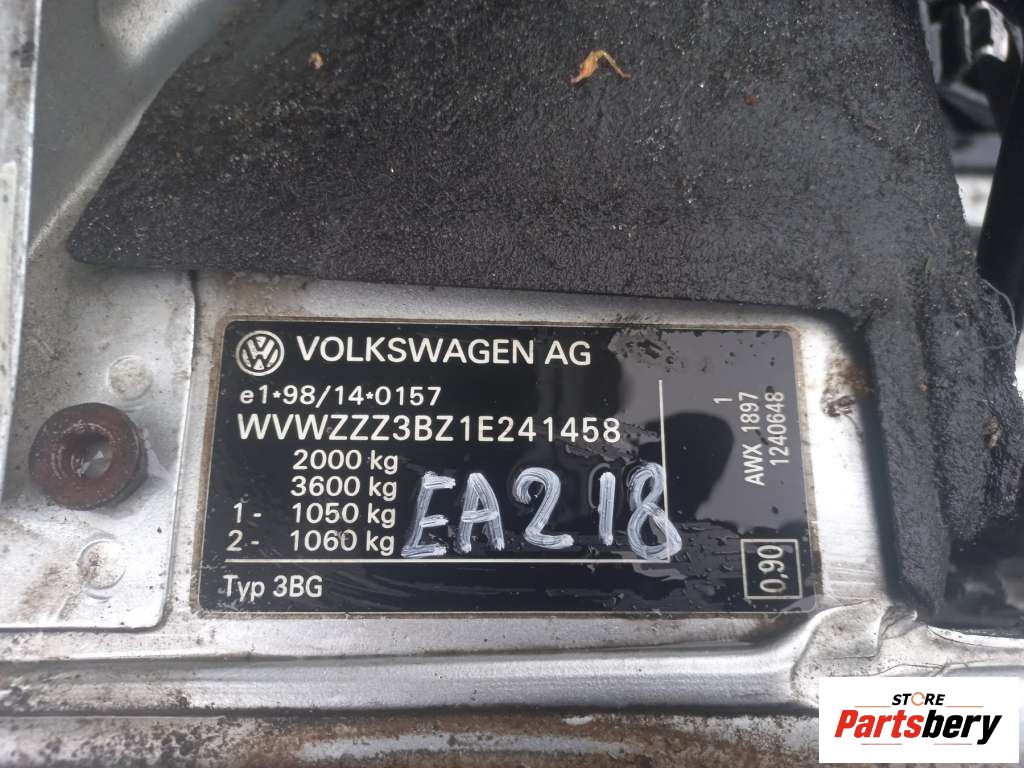 VOLKSWAGEN AG
e1*98/14*0157
WVWZZZ3BZ1E241458
2000 kg
3600 kg
1- 1050 kg
2- 1060 kg
EA218
Typ 3BG
1
AWX 1897
1240648
0,90
STORE
Partsbery